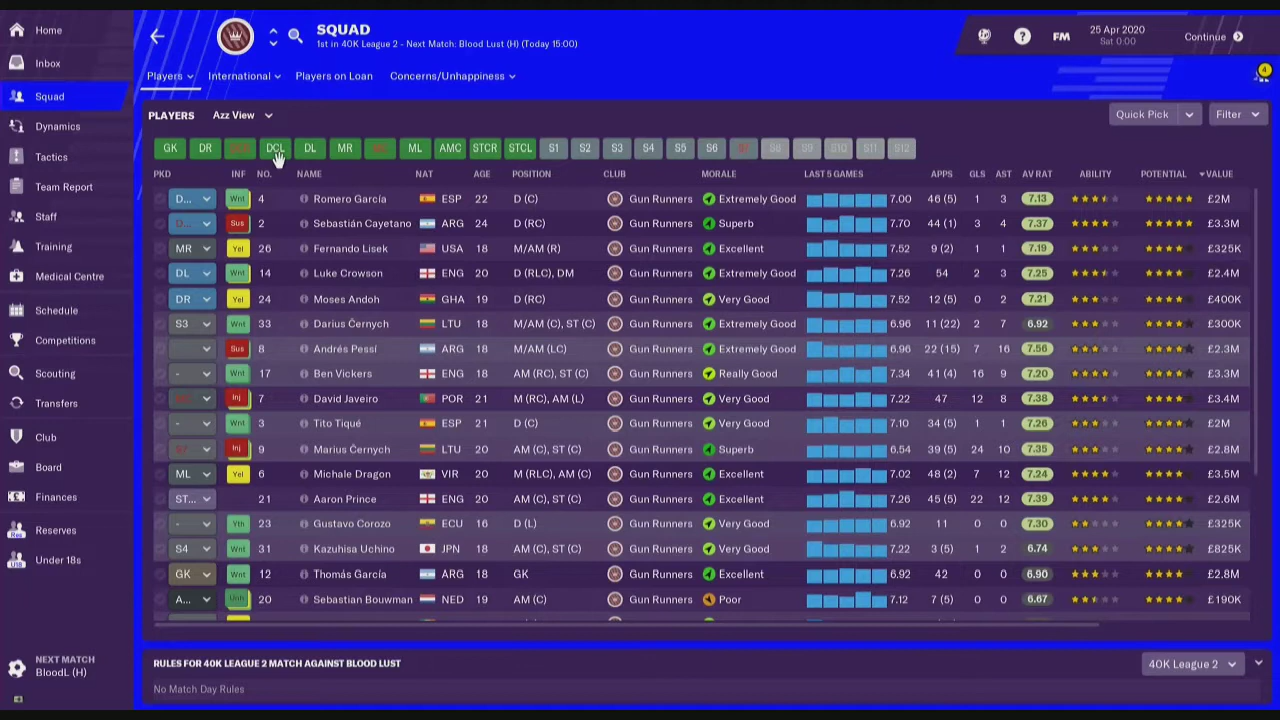 Home
Inbox
Squad
Dynamics
Tactics
Team Report
Staff
Training
Medical Centre
Schedule
Competitions
Scouting
Transfers
Club
Board
Finances
Res Reserves
U18 Under 18s
NEXT MATCH
BloodL (H)
SQUAD
1st in 40K League 2 - Next Match: Blood Lust (H) (Today 15:00)
? FM 25 Apr 2020
Sat 0:00 Continue
Players International Players on Loan Concerns/Unhappiness 4
PLAYERS Azz View Quick Pick Filter
GK DR DCL DL MR ML AMC STCR STCL S1 S2 S3 S4 S5 S6 S7 S8 S9 S10 S11 S12
PKD INF NO. NAME NAT AGE POSITION CLUB MORALE LAST 5 GAMES APPS GLS AST AV RAT ABILITY POTENTIAL VALUE
D... Wnt 4 Romero García ESP 22 D (C) Gun Runners Extremely Good 7.00 46 (5) 1 3 7.13 £2M
D... Sus 2 Sebastián Cayetano ARG 24 D (RC) Gun Runners Superb 7.70 44 (1) 3 4 7.37 £3.3M
MR Yel 26 Fernando Lisek USA 18 M/AM (R) Gun Runners Excellent 7.52 9 (2) 1 1 7.19 £325K
DL Wnt 14 Luke Crowson ENG 20 D (RLC), DM Gun Runners Extremely Good 7.26 54 2 3 7.25 £2.4M
DR Yel 24 Moses Andoh GHA 19 D (RC) Gun Runners Very Good 7.52 12 (5) 0 2 7.21 £400K
S3 Wnt 33 Darius Černych LTU 18 M/AM (C), ST (C) Gun Runners Extremely Good 6.96 11 (22) 2 7 6.92 £300K
Sus 8 Andrés Pessí ARG 18 M/AM (LC) Gun Runners Extremely Good 6.96 22 (15) 7 16 7.56 £2.3M
- Wnt 17 Ben Vickers ENG 18 AM (RC), ST (C) Gun Runners Really Good 7.34 41 (4) 16 9 7.20 £3.3M
Inj 7 David Javeiro POR 21 M (RC), AM (L) Gun Runners Very Good 7.22 47 12 8 7.38 £3.4M
- Wnt 3 Tito Tiqué ESP 21 D (C) Gun Runners Very Good 7.10 34 (5) 1 1 7.26 £2M
S7 Inj 9 Marius Černych LTU 20 AM (C), ST (C) Gun Runners Superb 6.54 39 (5) 24 10 7.35 £2.8M
ML Yel 6 Michale Dragon VIR 20 M (RLC), AM (C) Gun Runners Excellent 7.02 48 (2) 7 12 7.24 £3.5M
ST... 21 Aaron Prince ENG 20 AM (C), ST (C) Gun Runners Excellent 7.26 45 (5) 22 12 7.39 £2.6M
- Yth 23 Gustavo Corozo ECU 16 D (L) Gun Runners Very Good 6.92 11 0 0 7.30 £325K
S4 Wnt 31 Kazuhisa Uchino JPN 18 AM (C), ST (C) Gun Runners Very Good 7.22 3 (5) 1 2 6.74 £825K
GK Wnt 12 Thomás García ARG 18 GK Gun Runners Excellent 6.92 42 0 0 6.90 £2.8M
A... Unh 20 Sebastian Bouwman NED 19 AM (C) Gun Runners Poor 7.12 7 (5) 0 0 6.67 £190K
RULES FOR 40K LEAGUE 2 MATCH AGAINST BLOOD LUST 40K League 2
No Match Day Rules